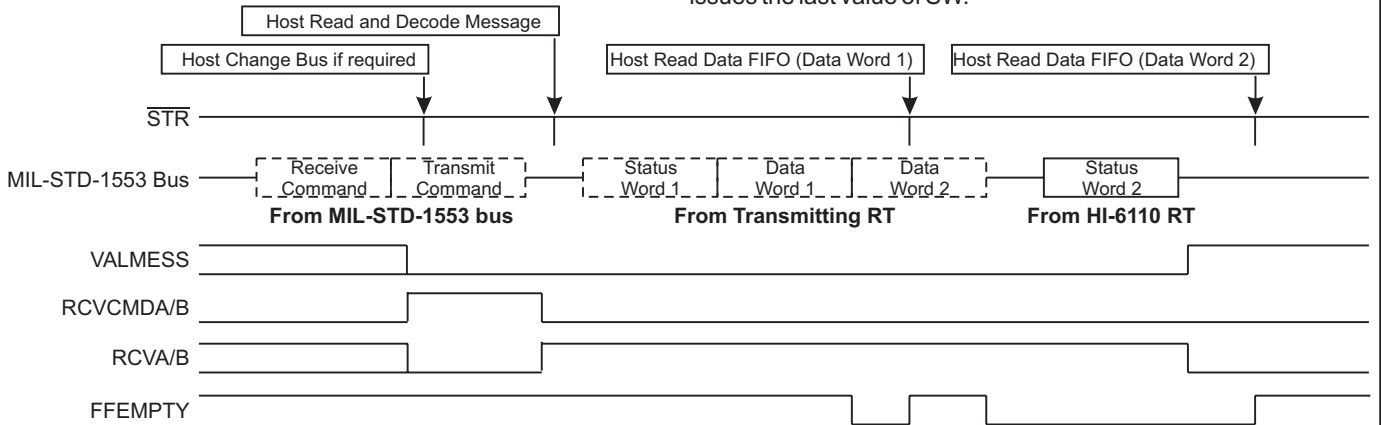 issues the last value of SW.
Host Read and Decode Message
Host Change Bus if required
Host Read Data FIFO (Data Word 1)
Host Read Data FIFO (Data Word 2)
STR
MIL-STD-1553 Bus
Receive Command
Transmit Command
Status Word 1
Data Word 1
Data Word 2
Status Word 2
From MIL-STD-1553 bus
From Transmitting RT
From HI-6110 RT
VALMESS
RCVCMDA/B
RCVA/B
FFEMPTY